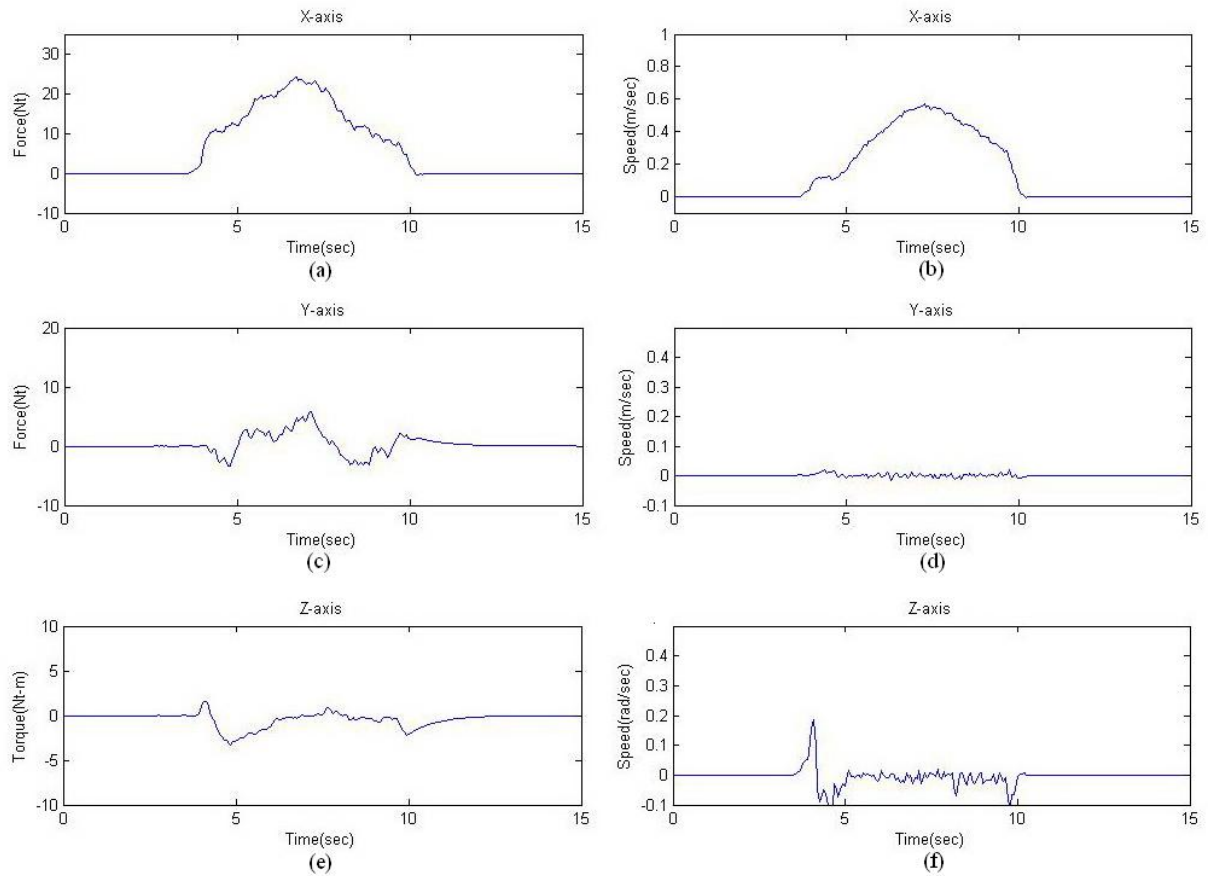 X-axis
Force(Nt)
30
20
10
0
-10
0 5 10 15
Time(sec)
(a)
X-axis
Speed(m/sec)
1
0.8
0.6
0.4
0.2
0
0 5 10 15
Time(sec)
(b)
Y-axis
Force(Nt)
20
10
0
-10
0 5 10 15
Time(sec)
(c)
Y-axis
Speed(m/sec)
0.4
0.3
0.2
0.1
0
-0.1
0 5 10 15
Time(sec)
(d)
Z-axis
Torque(Nt-m)
10
5
0
-5
-10
0 5 10 15
Time(sec)
(e)
Z-axis
Speed(rad/sec)
0.4
0.3
0.2
0.1
0
-0.1
0 5 10 15
Time(sec)
(f)